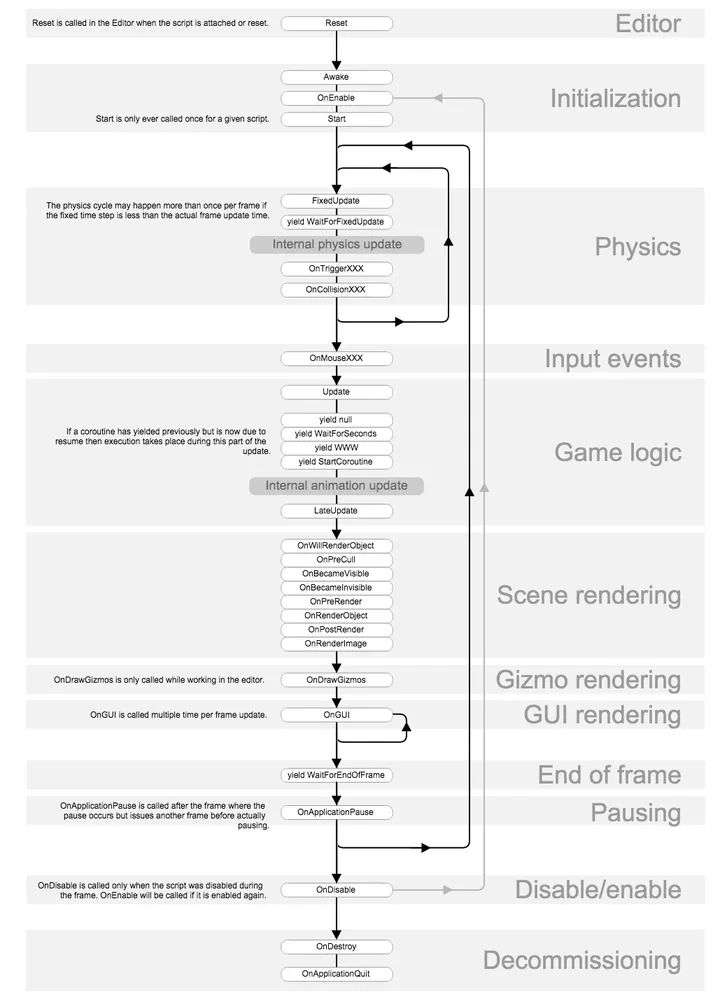 Reset is called in the Editor when the script is attached or reset.
Reset
Editor
Awake
OnEnable
Initialization
Start is only ever called once for a given script.
Start
The physics cycle may happen more than once per frame if
the fixed time step is less than the actual frame update time.
FixedUpdate
yield WaitForFixedUpdate
Internal physics update
Physics
OnTriggerXXX
OnCollisionXXX
OnMouseXXX
Input events
Update
If a coroutine has yielded previously but is now due to
resume then execution takes place during this part of the
update.
yield null
yield WaitForSeconds
yield WWW
yield StartCoroutine
Game logic
Internal animation update
LateUpdate
OnWillRenderObject
OnPreCull
OnBecameVisible
OnBecameInvisible
OnPreRender
OnRenderObject
OnPostRender
OnRenderImage
Scene rendering
OnDrawGizmos is only called while working in the editor.
OnDrawGizmos
Gizmo rendering
OnGUI is called multiple time per frame update.
OnGUI
GUI rendering
yield WaitForEndOfFrame
End of frame
OnApplicationPause is called after the frame where the
pause occurs but issues another frame before actually
pausing.
OnApplicationPause
Pausing
OnDisable is called only when the script was disabled during
the frame. OnEnable will be called if it is enabled again.
OnDisable
Disable/enable
OnDestroy
OnApplicationQuit
Decommissioning